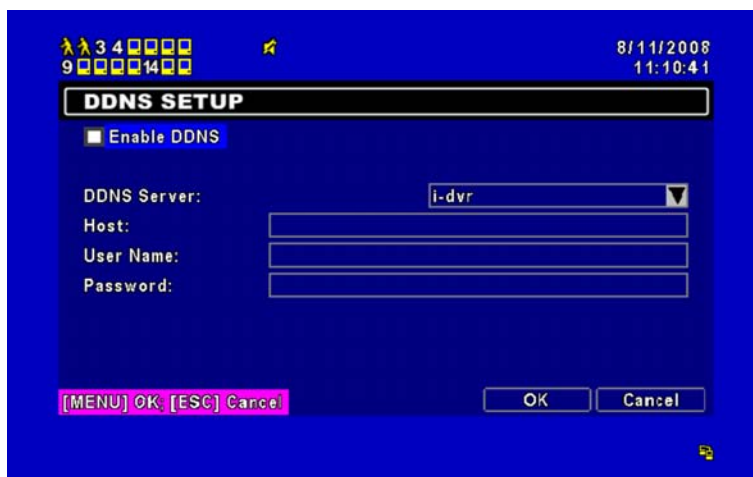 3 4
8/11/2008
9 14
11:10:41
DDNS SETUP
Enable DDNS
DDNS Server: i-dvr
Host:
User Name:
Password:
[MENU] OK; [ESC] Cancel OK Cancel